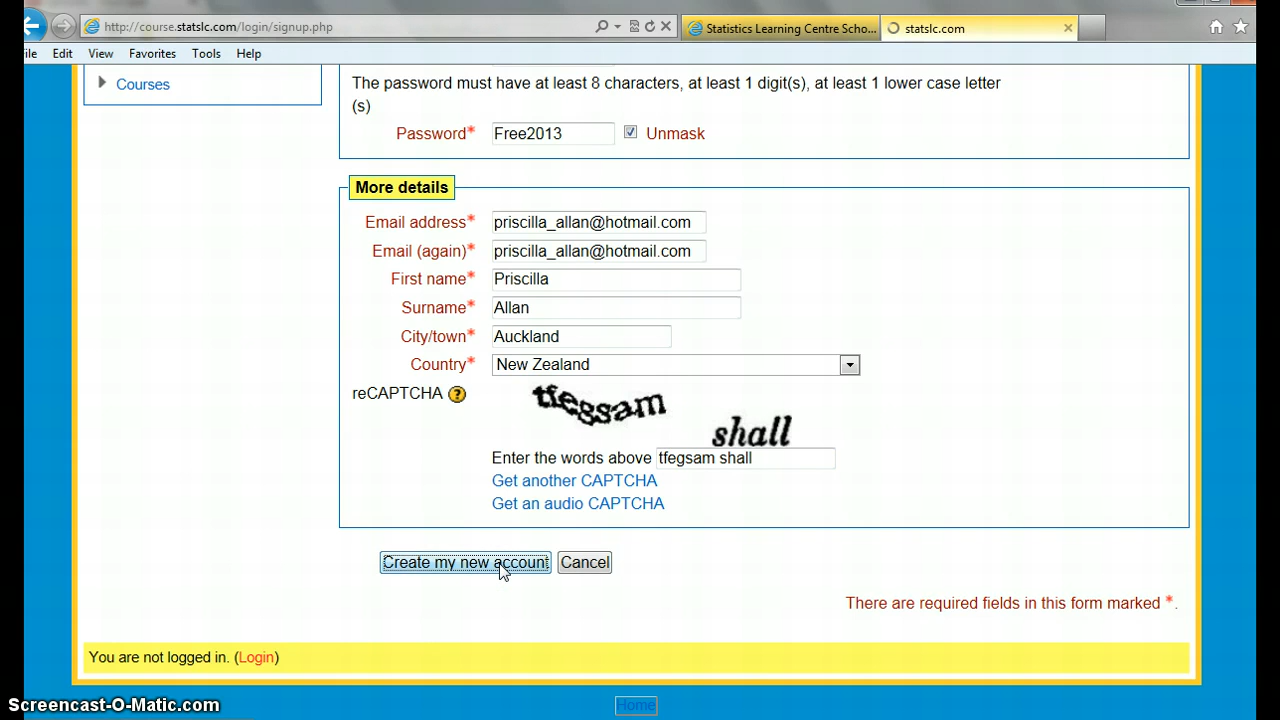 http://course.statslc.com/login/signup.php
Statistics Learning Centre Scho...
statslc.com
ile Edit View Favorites Tools Help
Courses
The password must have at least 8 characters, at least 1 digit(s), at least 1 lower case letter
(s)
Password* Free2013 Unmask
More details
Email address* priscilla_allan@hotmail.com
Email (again)* priscilla_allan@hotmail.com
First name* Priscilla
Surname* Allan
City/town* Auckland
Country* New Zealand
reCAPTCHA ? tfegsam shall
Enter the words above tfegsam shall
Get another CAPTCHA
Get an audio CAPTCHA
Create my new account Cancel
There are required fields in this form marked *.
You are not logged in. (Login)
Home
Screencast-O-Matic.com